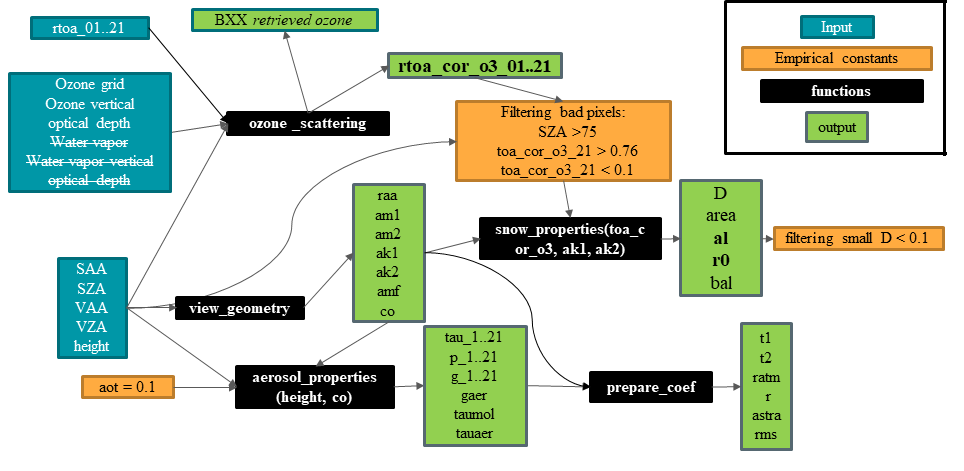 rtoa_01..21
BXX retrieved ozone
rtoa_cor_o3_01..21
Input
Empirical constants
functions
output
Ozone grid
Ozone vertical
optical depth
Water vapor
Water vapor vertical
optical depth
ozone _scattering
Filtering bad pixels:
SZA >75
toa_cor_o3_21 > 0.76
toa_cor_o3_21 < 0.1
raa
am1
am2
ak1
ak2
amf
co
snow_properties(toa_c
or_o3, ak1, ak2)
D
area
al
r0
bal
filtering small D < 0.1
SAA
SZA
VAA
VZA
height
view_geometry
aot = 0.1
aerosol_properties
(height, co)
tau_1..21
p_1..21
g_1..21
gaer
taumol
tauaer
prepare_coef
t1
t2
ratm
r
astra
rms